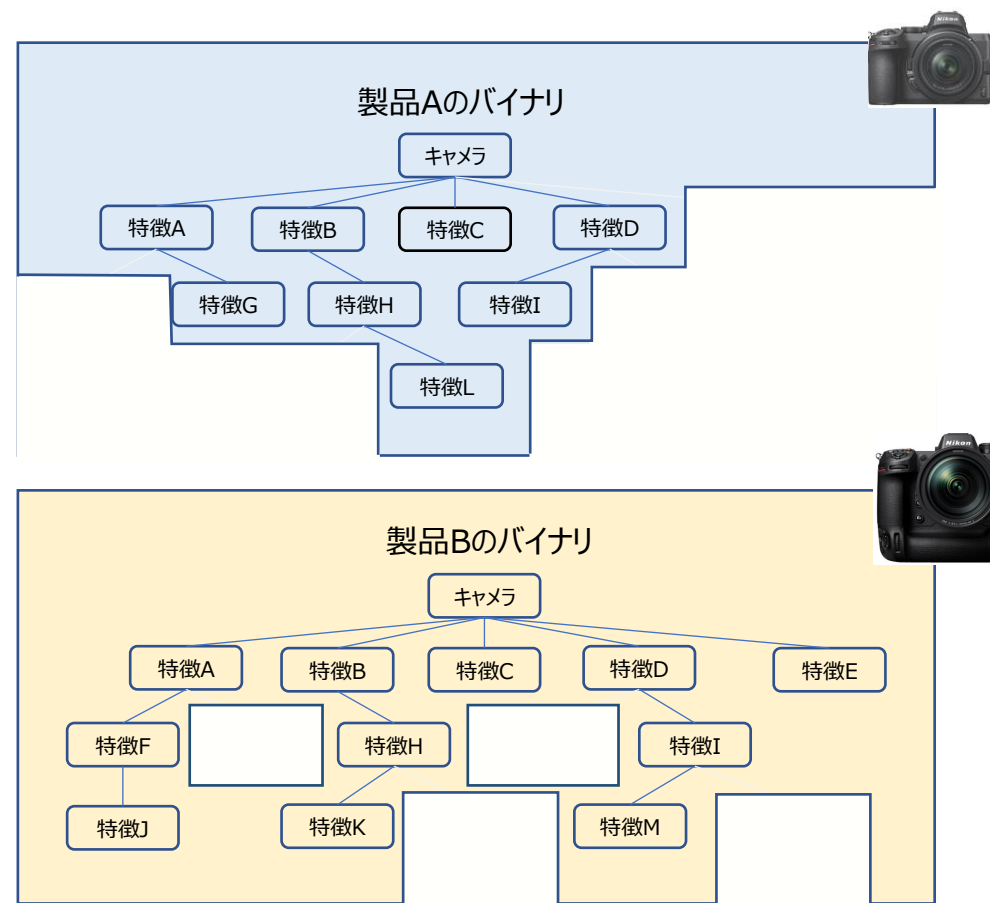 Nikon
製品Aのバイナリ
キャメラ
特徴A
特徴B
特徴C
特徴D
特徴G
特徴H
特徴I
特徴L
Nikon
製品Bのバイナリ
キャメラ
特徴A
特徴B
特徴C
特徴D
特徴E
特徴F
特徴H
特徴I
特徴J
特徴K
特徴M